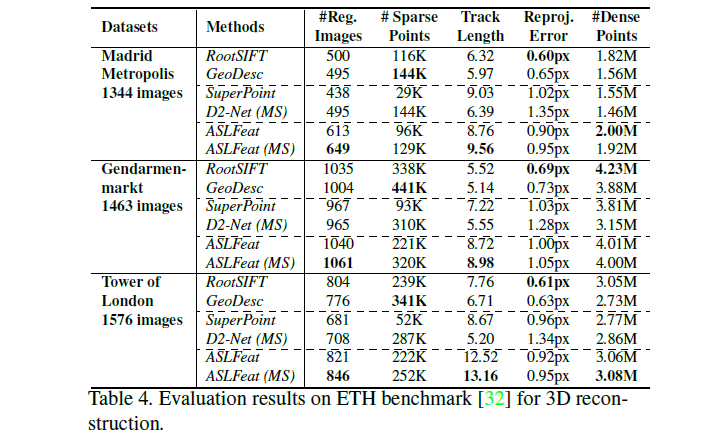 Datasets Methods #Reg. Images # Sparse Points Track Length Reproj. Error #Dense Points
Madrid RootSIFT 500 116K 6.32 0.60px 1.82M
Metropolis GeoDesc 495 144K 5.97 0.65px 1.56M
1344 images SuperPoint 438 29K 9.03 1.02px 1.55M
D2-Net (MS) 495 144K 6.39 1.35px 1.46M
ASLFeat 613 96K 8.76 0.90px 2.00M
ASLFeat (MS) 649 129K 9.56 0.95px 1.92M
Gendarmen- RootSIFT 1035 338K 5.52 0.69px 4.23M
markt GeoDesc 1004 441K 5.14 0.73px 3.88M
1463 images SuperPoint 967 93K 7.22 1.03px 3.81M
D2-Net (MS) 965 310K 5.55 1.28px 3.15M
ASLFeat 1040 221K 8.72 1.00px 4.01M
ASLFeat (MS) 1061 320K 8.98 1.05px 4.00M
Tower of RootSIFT 804 239K 7.76 0.61px 3.05M
London GeoDesc 776 341K 6.71 0.63px 2.73M
1576 images SuperPoint 681 52K 8.67 0.96px 2.77M
D2-Net (MS) 708 287K 5.20 1.34px 2.86M
ASLFeat 821 222K 12.52 0.92px 3.06M
ASLFeat (MS) 846 252K 13.16 0.95px 3.08M
Table 4. Evaluation results on ETH benchmark [32] for 3D recon-
struction.